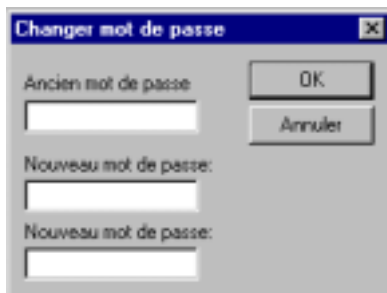 Changer mot de passe
Ancien mot de passe
OK
Annuler
Nouveau mot de passe:
Nouveau mot de passe: